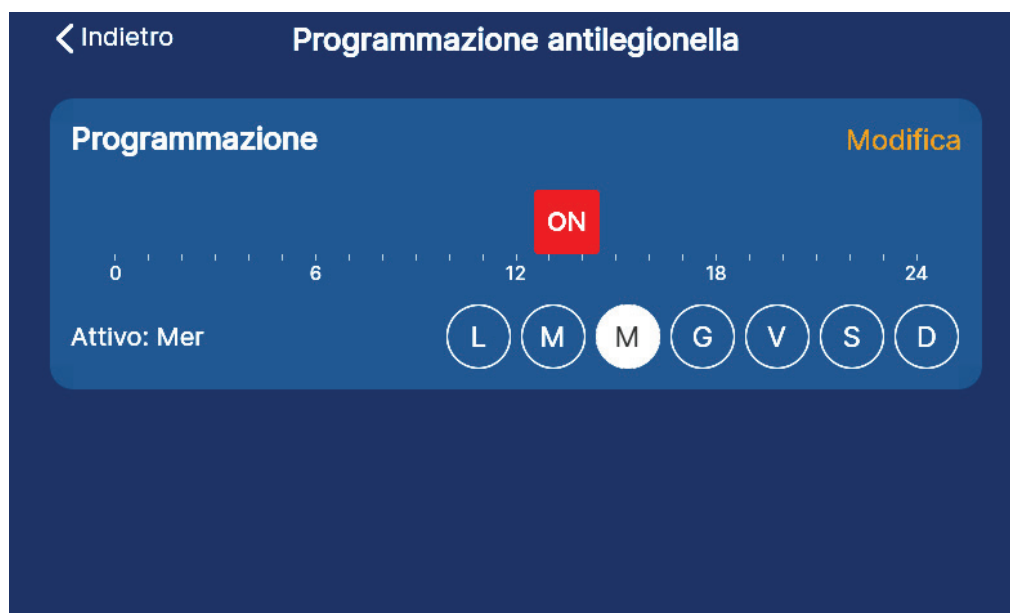 Indietro
Programmazione antilegionella
Programmazione
Modifica
ON
0 6 12 18 24
Attivo: Mer
L M M G V S D